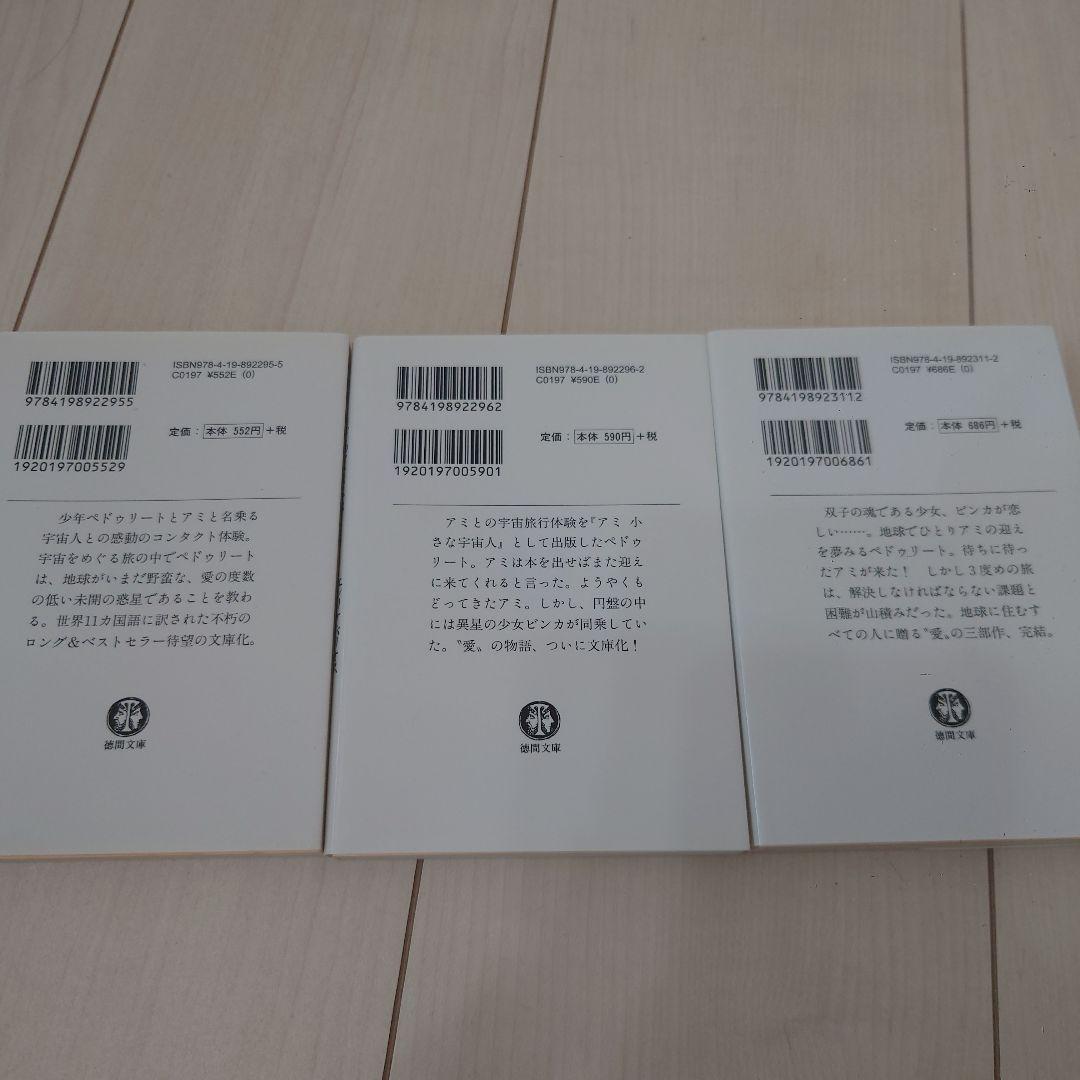 ISBN978-4-19-892295-5
C0197 ¥552E (0)
9784198922955
定価：本体 552円+税
1920197005529
少年ペドゥリートとアミと名乗る
宇宙人との感動のコンタクト体験。
宇宙をめぐる旅の中でペドゥリート
は、地球がいまだ野蛮な、愛の度数
の低い未開の惑星であることを教わ
る。世界11カ国語に訳された不朽の
ロング&ベストセラー待望の文庫化。
徳間文庫
ISBN978-4-19-892296-2
C0197 ¥590E (0)
9784198922962
定価：本体 590円+税
1920197005901
アミとの宇宙旅行体験を『アミ 小
さな宇宙人』として出版したペドゥ
リート。アミは本を出せばまた迎え
に来てくれると言った。ようやくも
どってきたアミ。しかし、円盤の中
には異星の少女ビンカが同乗してい
た。〝愛〟の物語、ついに文庫化！
徳間文庫
ISBN978-4-19-892311-2
C0197 ¥686E (0)
9784198923112
定価：本体 686円+税
1920197006861
双子の魂である少女、ビンカが恋
しい……。地球でひとりアミの迎え
を夢みるペドゥリート。待ちに待っ
たアミが来た！ しかし３度めの旅
は、解決しなければならない課題と
困難が山積みだった。地球に住むす
べての人に贈る〝愛〟の三部作、完結。
徳間文庫